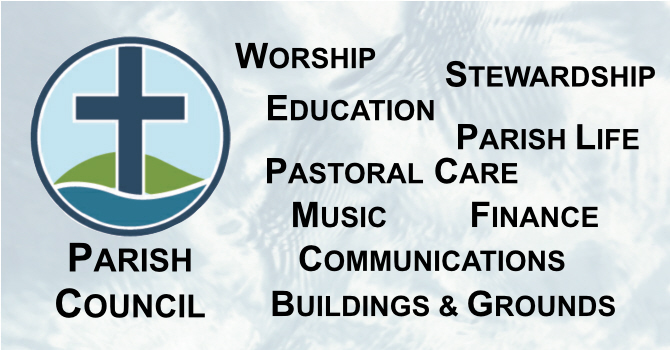 WORSHIP
STEWARDSHIP
EDUCATION
PARISH LIFE
PASTORAL CARE
MUSIC
FINANCE
COMMUNICATIONS
BUILDINGS & GROUNDS
PARISH
COUNCIL